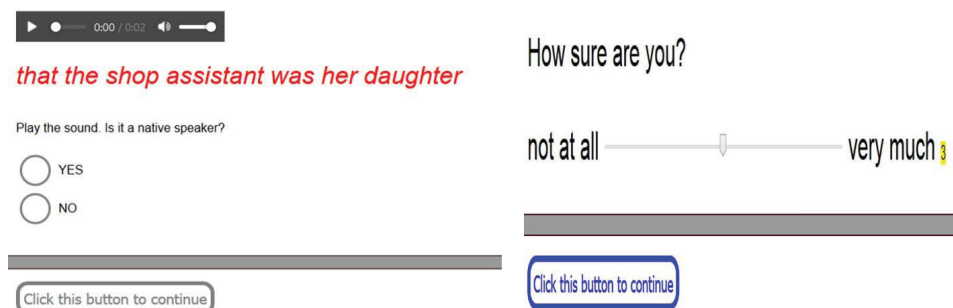 0:00 / 0:02
that the shop assistant was her daughter
Play the sound. Is it a native speaker?
YES
NO
Click this button to continue
How sure are you?
not at all very much 3
Click this button to continue